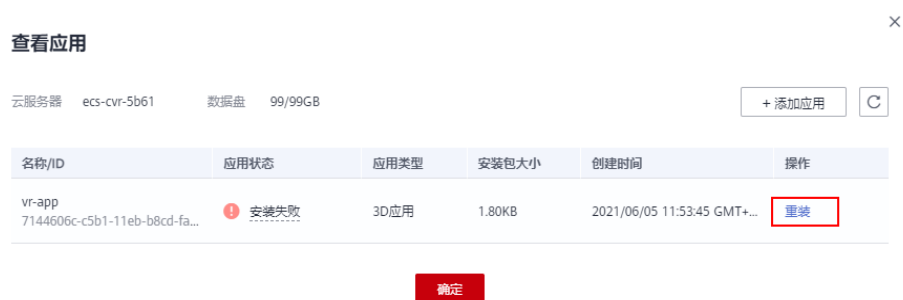 查看应用
云服务器 ecs-cvr-5b61 数据盘 99/99GB + 添加应用
名称/ID 应用状态 应用类型 安装包大小 创建时间 操作
vr-app
7144606c-c5b1-11eb-b8cd-fa...
安装失败 3D应用 1.80KB 2021/06/05 11:53:45 GMT+... 重装
确定